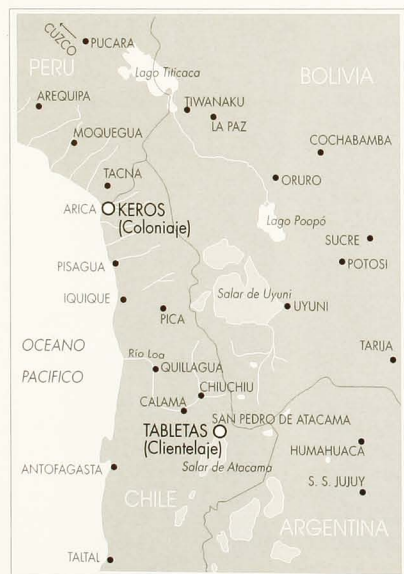 CUZCO
PUCARA
PERU
Lago Titicaca
BOLIVIA
AREQUIPA
TIWANAKU
LA PAZ
MOQUEGUA
COCHABAMBA
TACNA
ORURO
ARICA
KEROS
(Coloniaje)
Lago Poopó
SUCRE
PISAGUA
POTOSI
Salar de Uyuni
IQUIQUE
UYUNI
PICA
OCEANO
PACIFICO
TARIJA
Río Loa
QUILLAGUA
CHIUCHIU
CALAMA
SAN PEDRO DE ATACAMA
TABLETAS
(Clientelaje)
HUMAHUACA
Salar de Atacama
ANTOFAGASTA
S. S. JUJUY
CHILE
ARGENTINA
TALTAL